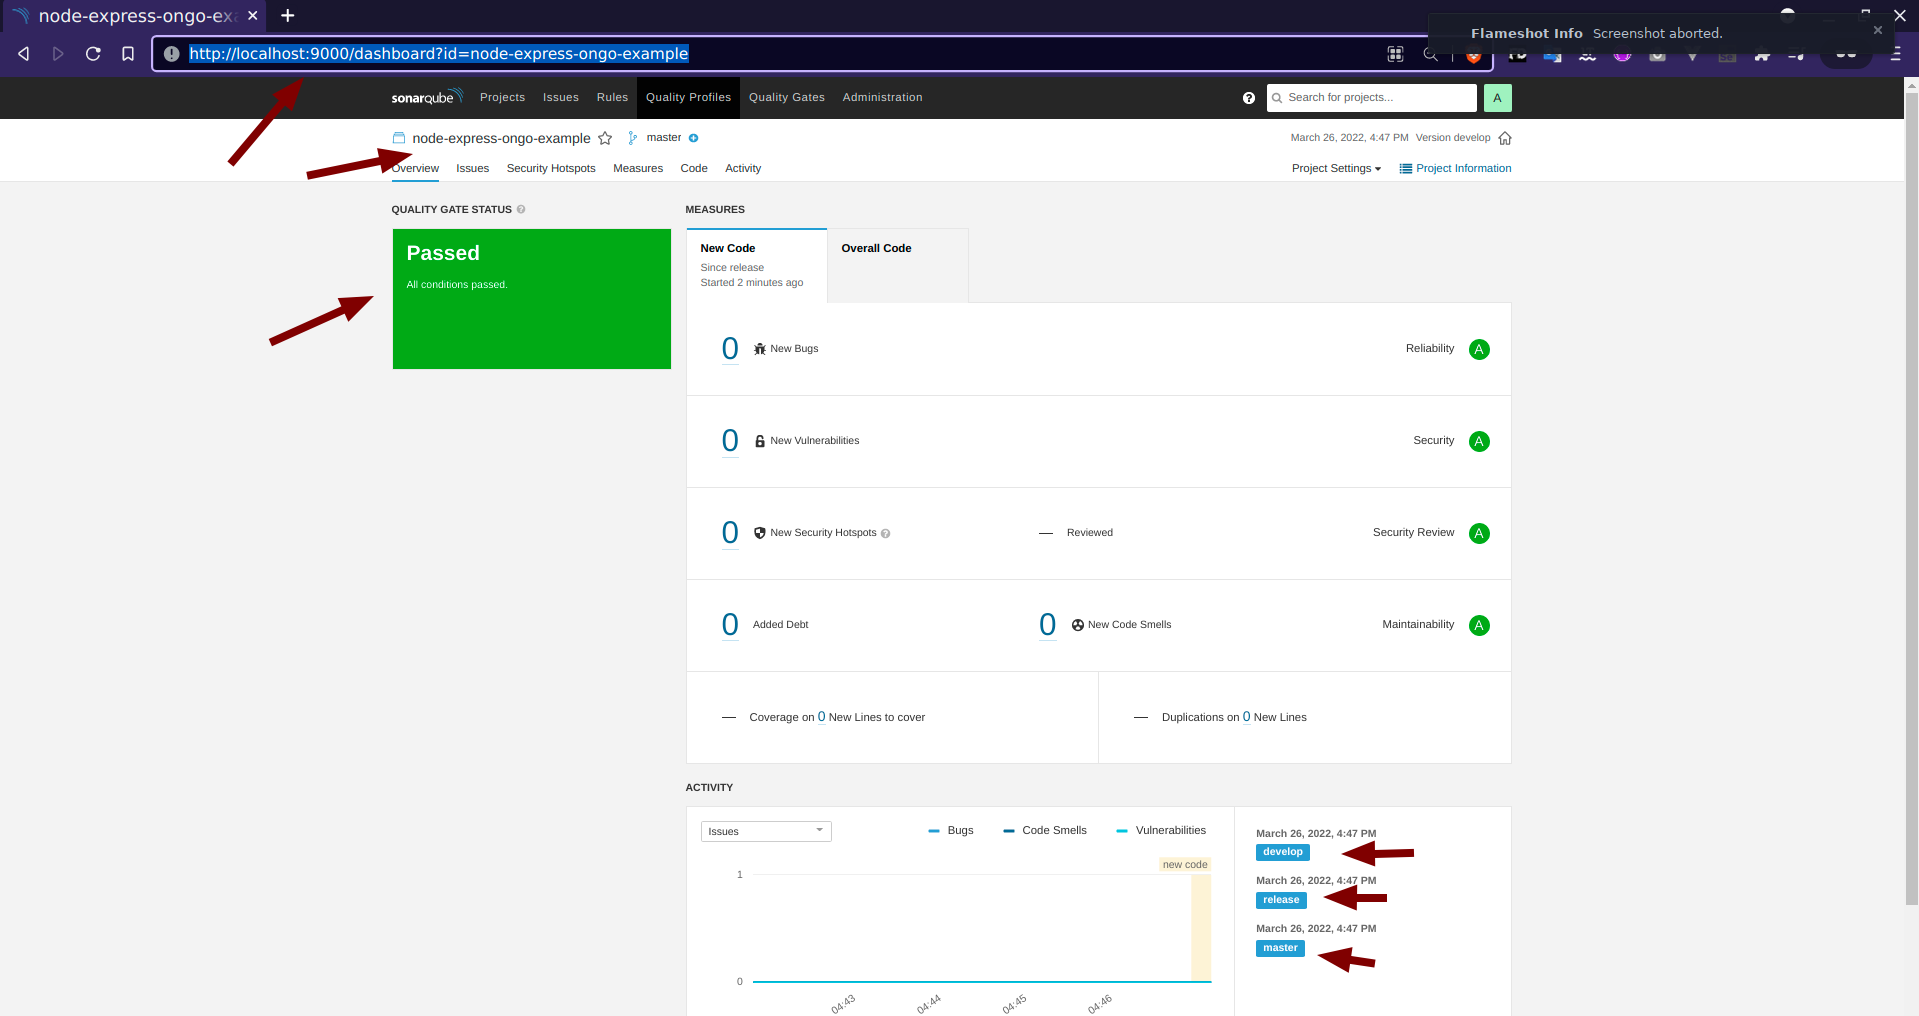 node-express-ongo-exa
Flameshot Info Screenshot aborted.
http://localhost:9000/dashboard?id=node-express-ongo-example
sonarqube Projects Issues Rules Quality Profiles Quality Gates Administration Search for projects... A
node-express-ongo-example master March 26, 2022, 4:47 PM Version develop
Overview Issues Security Hotspots Measures Code Activity Project Settings Project Information
QUALITY GATE STATUS
MEASURES
Passed
All conditions passed.
New Code
Since release
Started 2 minutes ago
Overall Code
0 New Bugs Reliability A
0 New Vulnerabilities Security A
0 New Security Hotspots — Reviewed Security Review A
0 Added Debt 0 New Code Smells Maintainability A
— Coverage on 0 New Lines to cover
— Duplications on 0 New Lines
ACTIVITY
Issues
Bugs Code Smells Vulnerabilities
new code
1
0
04:43 04:44 04:45 04:46
March 26, 2022, 4:47 PM
develop
March 26, 2022, 4:47 PM
release
March 26, 2022, 4:47 PM
master